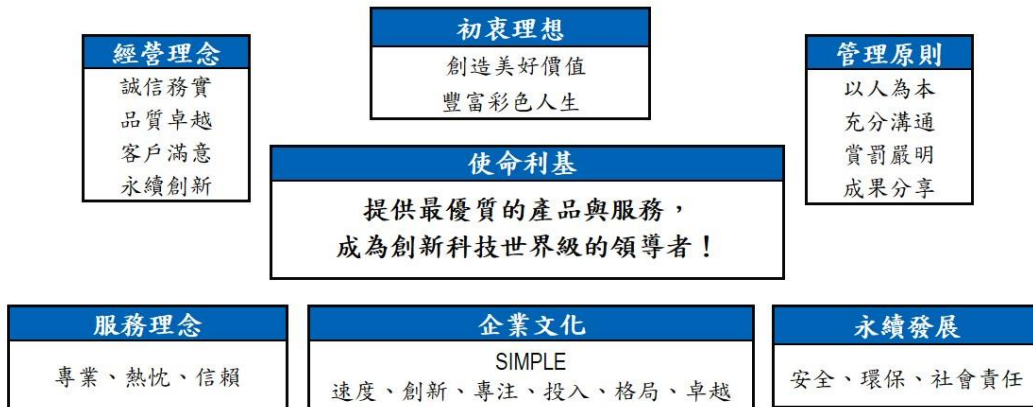 初衷理想
創造美好價值
豐富彩色人生
經營理念
誠信務實
品質卓越
客戶滿意
永續創新
管理原則
以人為本
充分溝通
賞罰嚴明
成果分享
使命利基
提供最優質的產品與服務，
成為創新科技世界級的領導者！
服務理念
專業、熱忱、信賴
企業文化
SIMPLE
速度、創新、專注、投入、格局、卓越
永續發展
安全、環保、社會責任